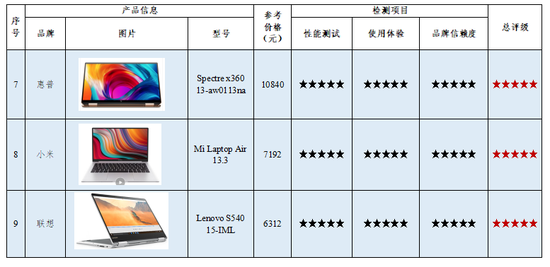 序号 产品信息 参考价格（元） 检测项目 总评级
品牌 图片 型号 性能测试 使用体验 品牌信赖度
7 惠普 Spectre x360 13-aw0113na 10840 ★★★★★ ★★★★★ ★★★★★ ★★★★★
8 小米 Mi Laptop Air 13.3 7192 ★★★★★ ★★★★★ ★★★★★ ★★★★★
9 联想 Lenovo S540 15-IML 6312 ★★★★★ ★★★★★ ★★★★★ ★★★★★